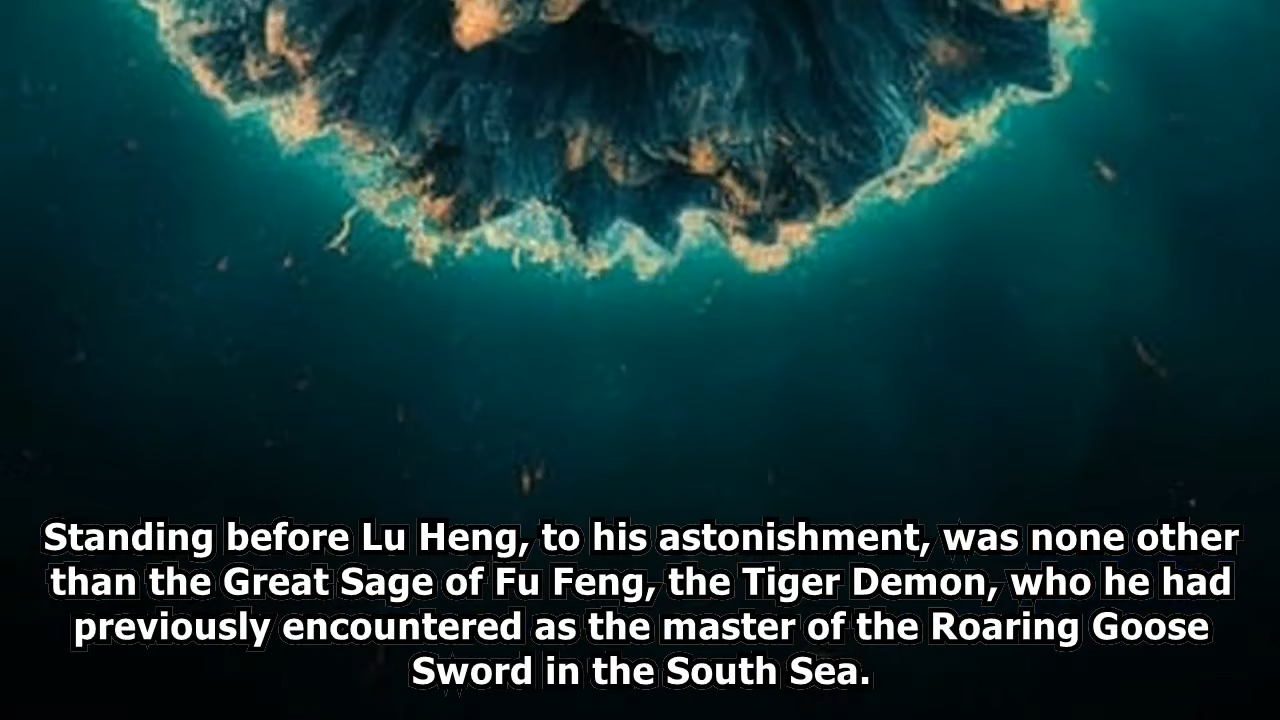 Standing before Lu Heng, to his astonishment, was none other
than the Great Sage of Fu Feng, the Tiger Demon, who he had
previously encountered as the master of the Roaring Goose
Sword in the South Sea.